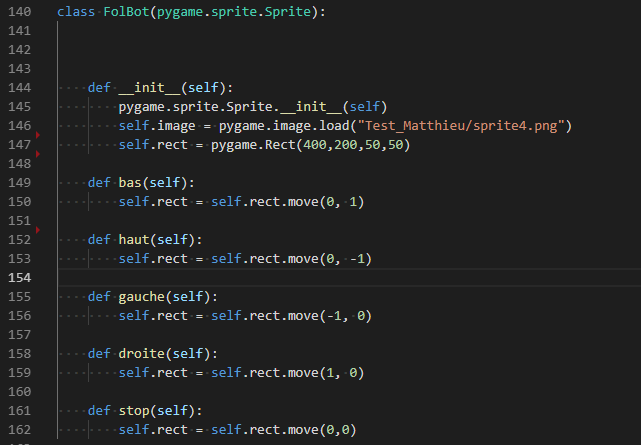 140 class FolBot(pygame.sprite.Sprite):
141
142
143
144 def __init__(self):
145 pygame.sprite.Sprite.__init__(self)
146 self.image = pygame.image.load("Test_Matthieu/sprite4.png")
147 self.rect = pygame.Rect(400,200,50,50)
148
149 def bas(self):
150 self.rect = self.rect.move(0, 1)
151
152 def haut(self):
153 self.rect = self.rect.move(0, -1)
154
155 def gauche(self):
156 self.rect = self.rect.move(-1, 0)
157
158 def droite(self):
159 self.rect = self.rect.move(1, 0)
160
161 def stop(self):
162 self.rect = self.rect.move(0,0)